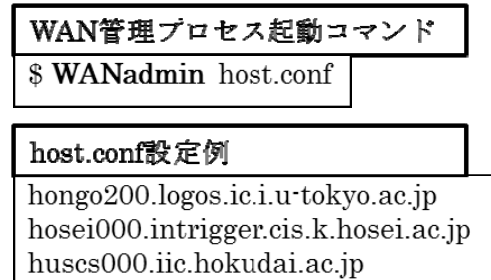 WAN管理プロセス起動コマンド
$ WANadmin host.conf
host.conf設定例
hongo200.logos.ic.i.u-tokyo.ac.jp
hosei000.intrigger.cis.k.hosei.ac.jp
huscs000.iic.hokudai.ac.jp